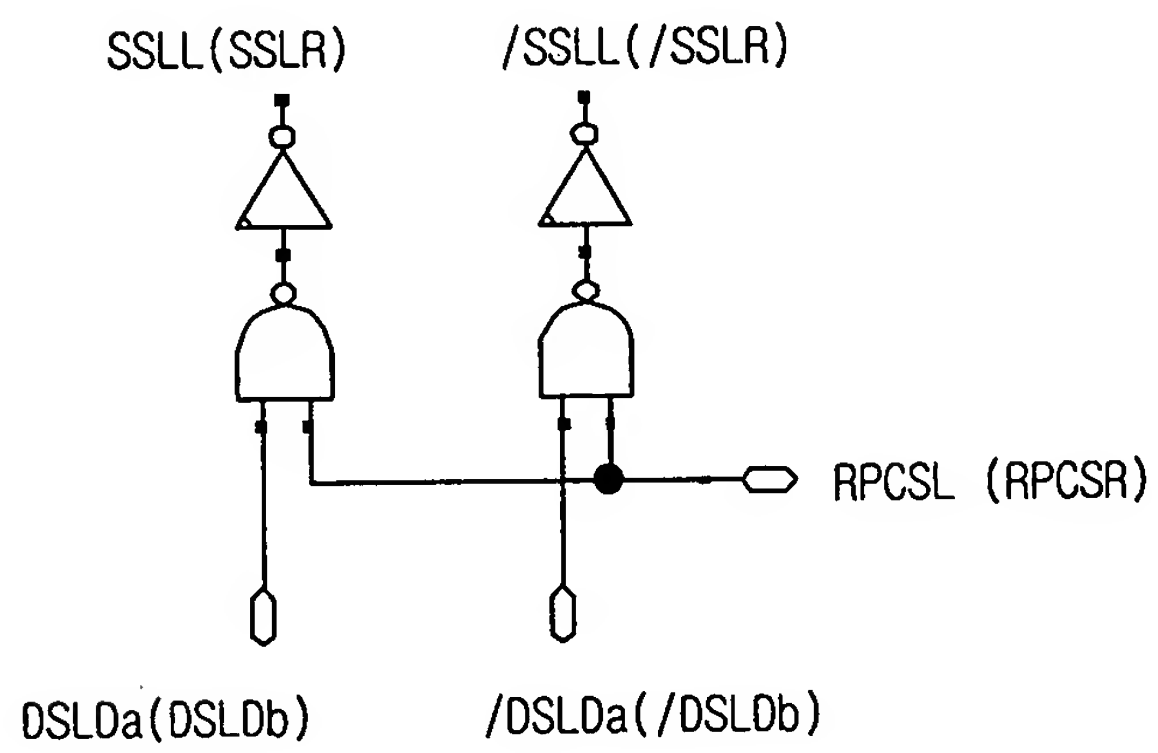 SSLL(SSLR)
/SSLL(/SSLR)
RPCSL (RPCSR)
DSLDa(DSLDb)
/DSLDa(/DSLDb)